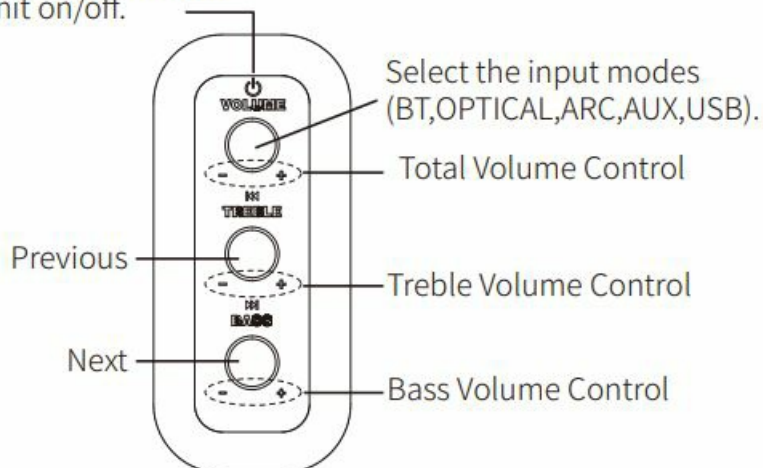 on/off.
VOLUME
Select the input modes
(BT,OPTICAL,ARC,AUX,USB).
- +
Total Volume Control
TREBLE
Previous
- +
Treble Volume Control
BASS
Next
- +
Bass Volume Control